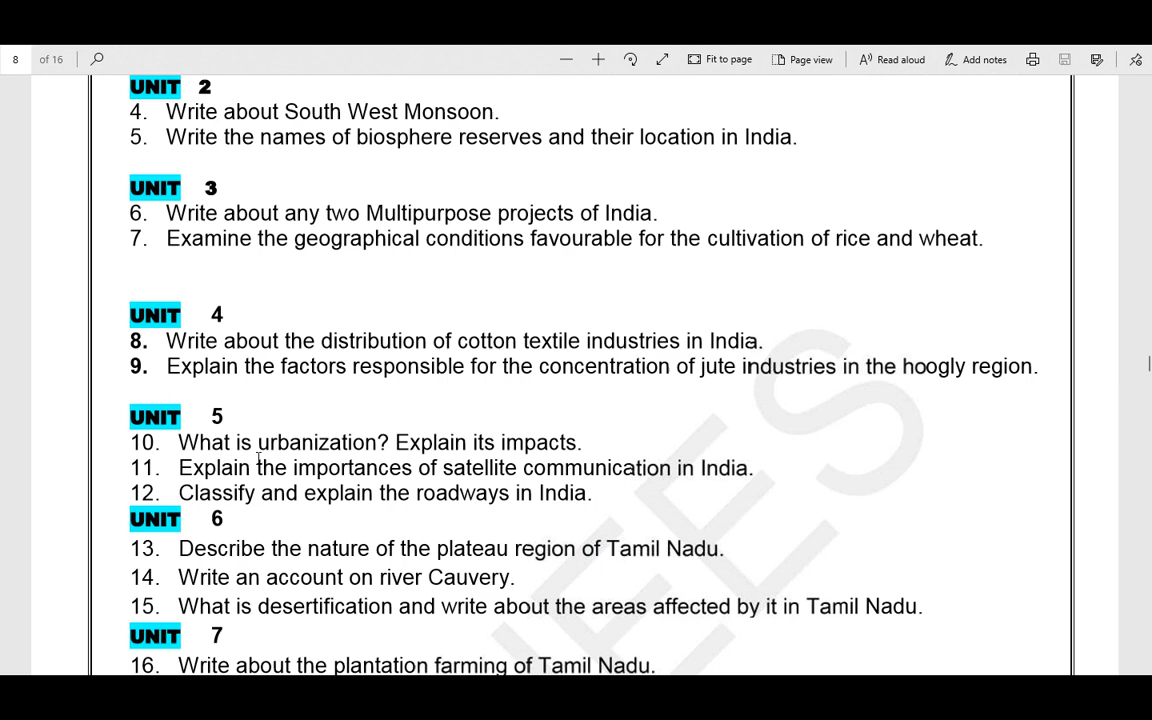 8 of 16 Fit to page Page view Read aloud Add notes
UNIT 2
4. Write about South West Monsoon.
5. Write the names of biosphere reserves and their location in India.
UNIT 3
6. Write about any two Multipurpose projects of India.
7. Examine the geographical conditions favourable for the cultivation of rice and wheat.
UNIT 4
8. Write about the distribution of cotton textile industries in India.
9. Explain the factors responsible for the concentration of jute industries in the hoogly region.
UNIT 5
10. What is urbanization? Explain its impacts.
11. Explain the importances of satellite communication in India.
12. Classify and explain the roadways in India.
UNIT 6
13. Describe the nature of the plateau region of Tamil Nadu.
14. Write an account on river Cauvery.
15. What is desertification and write about the areas affected by it in Tamil Nadu.
UNIT 7
16. Write about the plantation farming of Tamil Nadu.